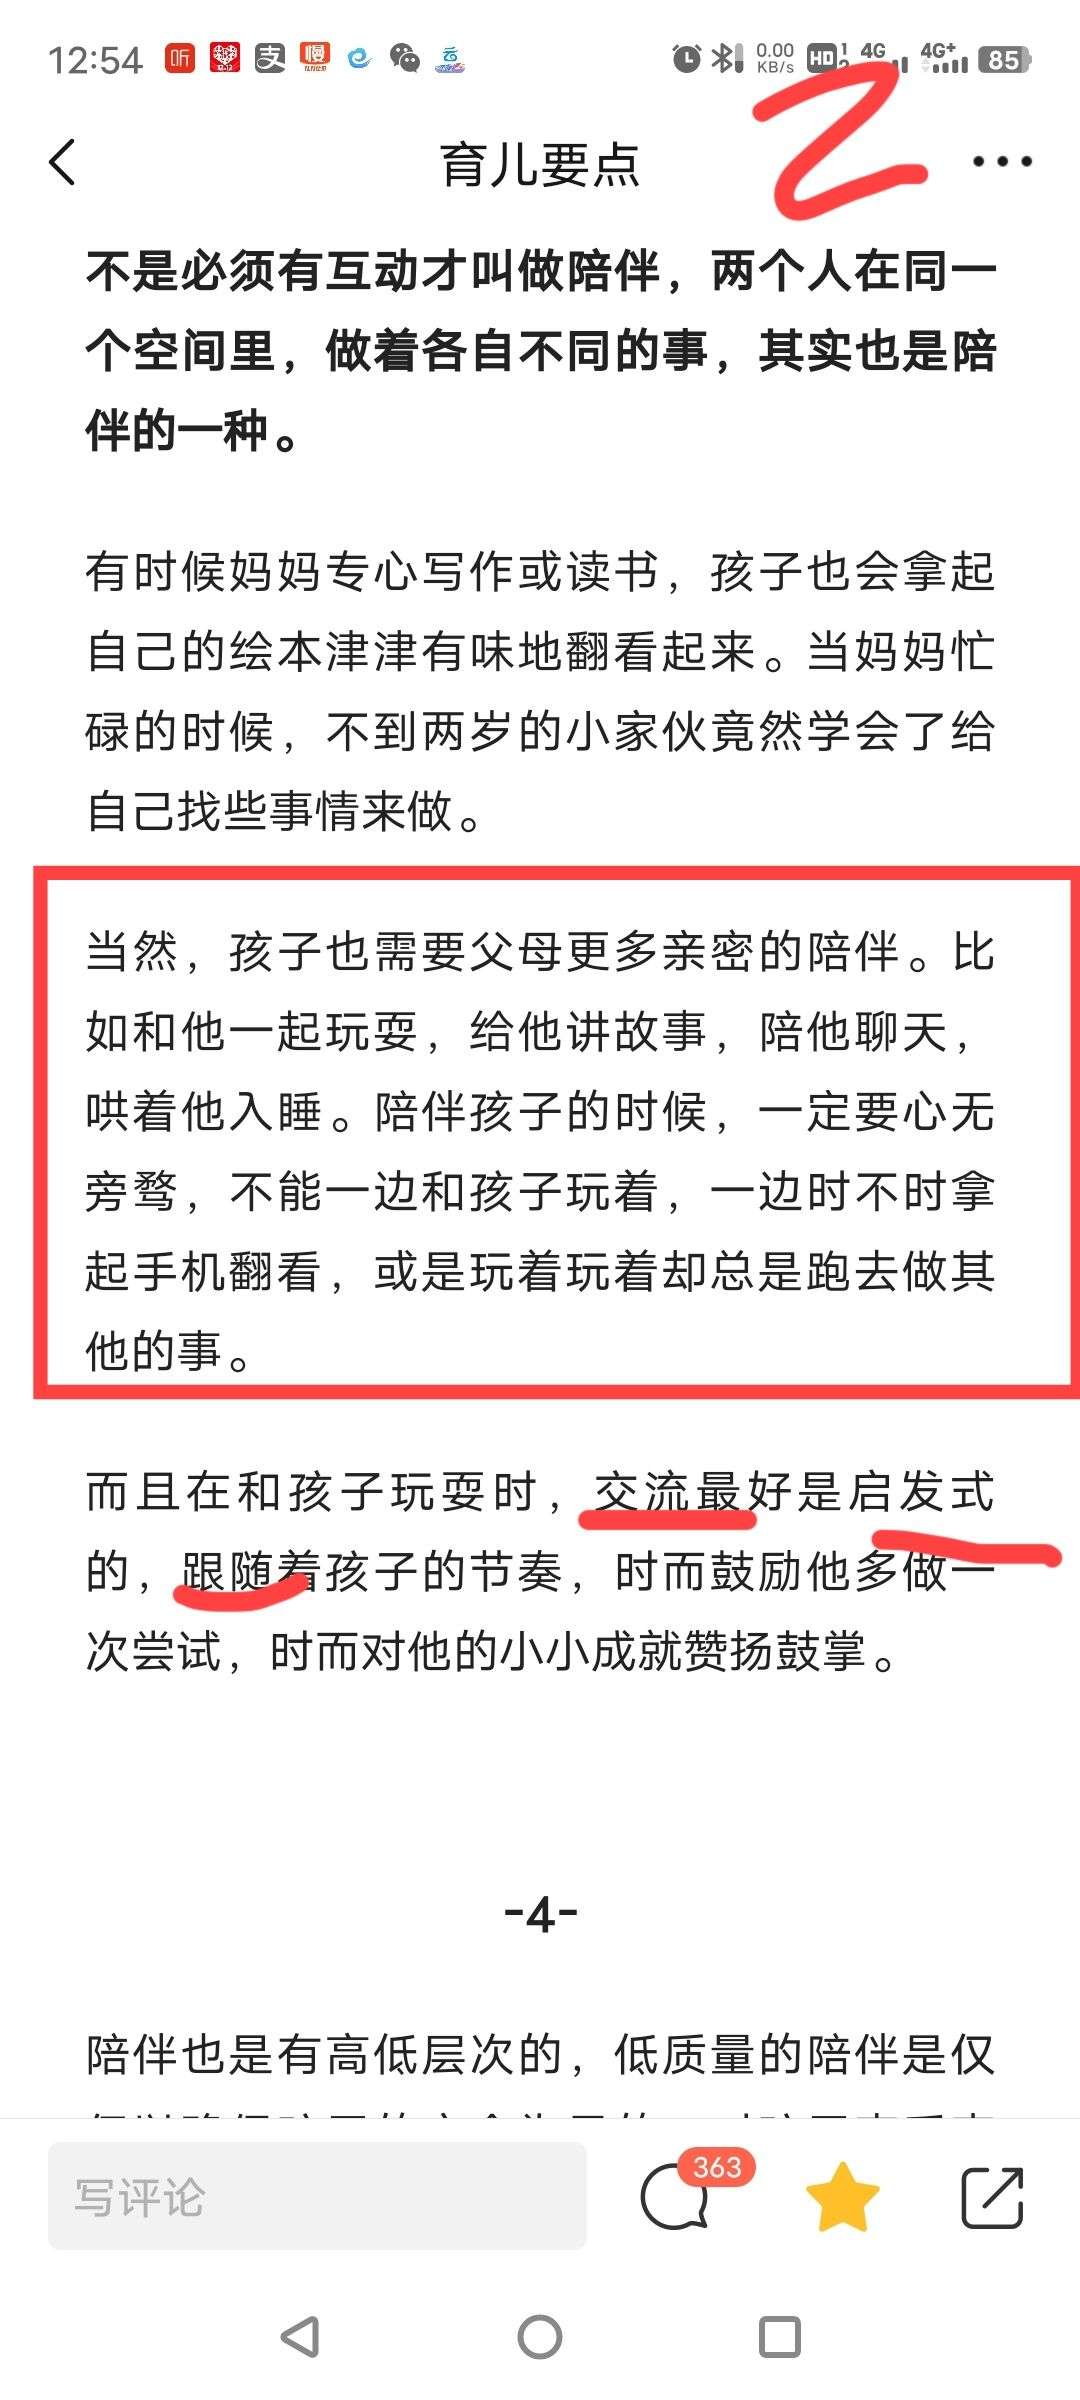 12:54 听 支 慢 云 0.00 KB/s HD 1 2 4G 4G+ 85
育儿要点
2
不是必须有互动才叫做陪伴，两个人在同一
个空间里，做着各自不同的事，其实也是陪
伴的一种。
有时候妈妈专心写作或读书，孩子也会拿起
自己的绘本津津有味地翻看起来。当妈妈忙
碌的时候，不到两岁的小家伙竟然学会了给
自己找些事情来做。
当然，孩子也需要父母更多亲密的陪伴。比
如和他一起玩耍，给他讲故事，陪他聊天，
哄着他入睡。陪伴孩子的时候，一定要心无
旁骛，不能一边和孩子玩着，一边时不时拿
起手机翻看，或是玩着玩着却总是跑去做其
他的事。
而且在和孩子玩耍时，交流最好是启发式
的，跟随着孩子的节奏，时而鼓励他多做一
次尝试，时而对他的小小成就赞扬鼓掌。
-4-
陪伴也是有高低层次的，低质量的陪伴是仅
写评论
363